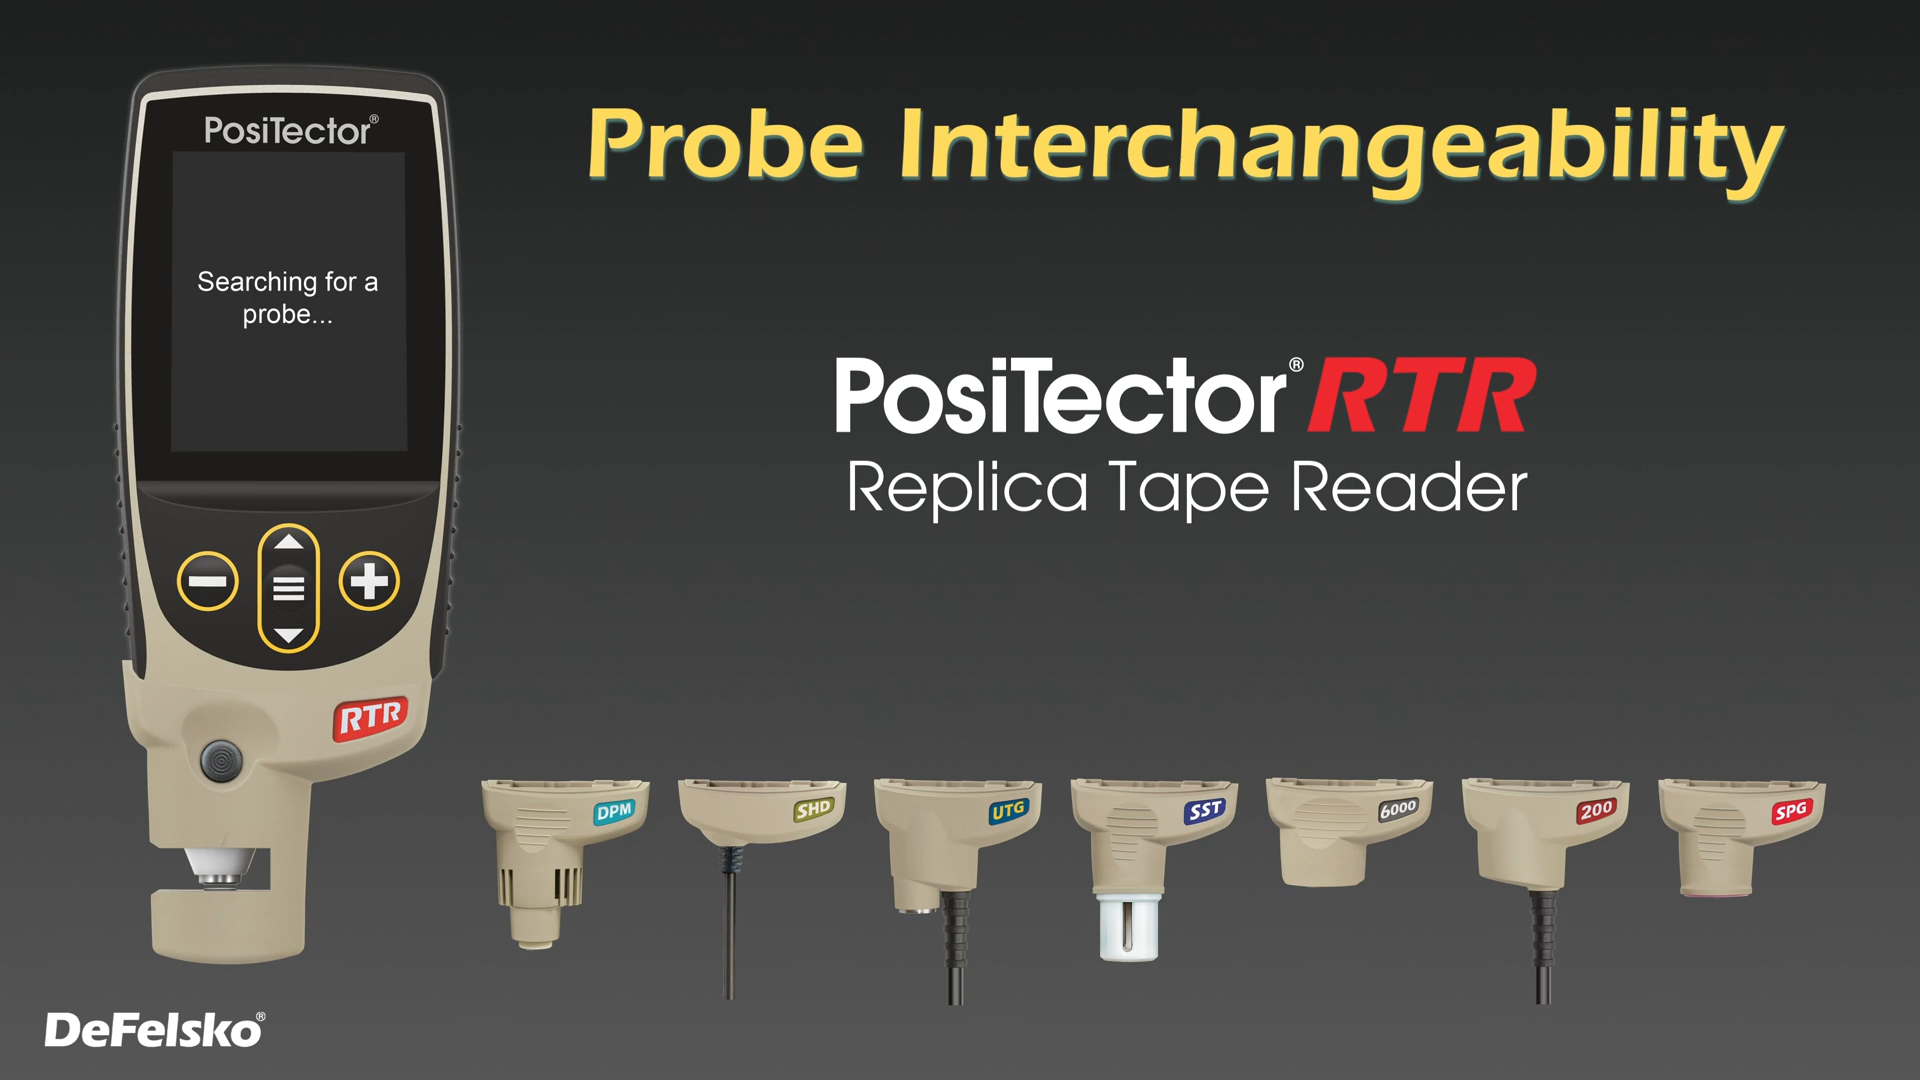 PosiTector®
Searching for a
probe...
RTR
Probe Interchangeability
PosiTector® RTR
Replica Tape Reader
DPM
SHD
UTG
SST
6000
200
SPG
DeFelsko®